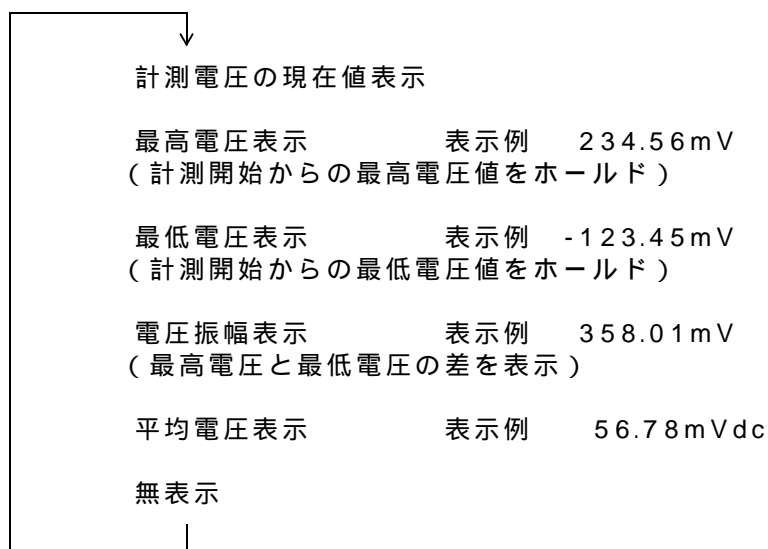 計測電圧の現在値表示
最高電圧表示 表示例 234.56mV
(計測開始からの最高電圧値をホールド)
最低電圧表示 表示例 -123.45mV
(計測開始からの最低電圧値をホールド)
電圧振幅表示 表示例 358.01mV
(最高電圧と最低電圧の差を表示)
平均電圧表示 表示例 56.78mVdc
無表示